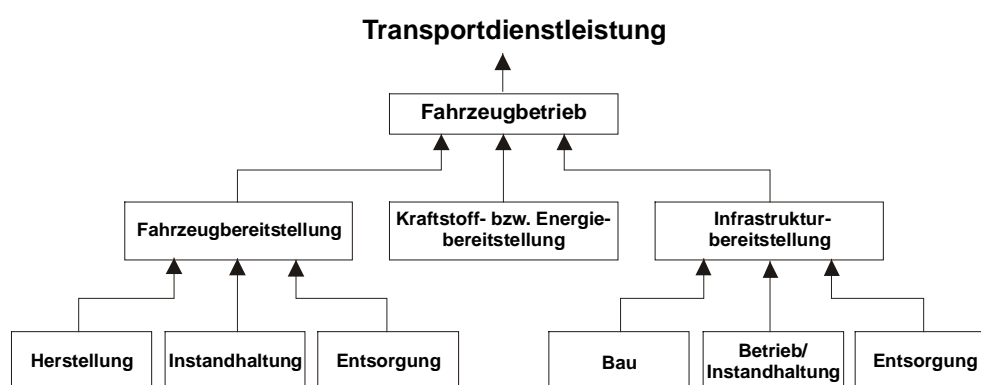 Transportdienstleistung
Fahrzeugbetrieb
Fahrzeugbereitstellung
Kraftstoff- bzw. Energie-
bereitstellung
Infrastruktur-
bereitstellung
Herstellung
Instandhaltung
Entsorgung
Bau
Betrieb/
Instandhaltung
Entsorgung